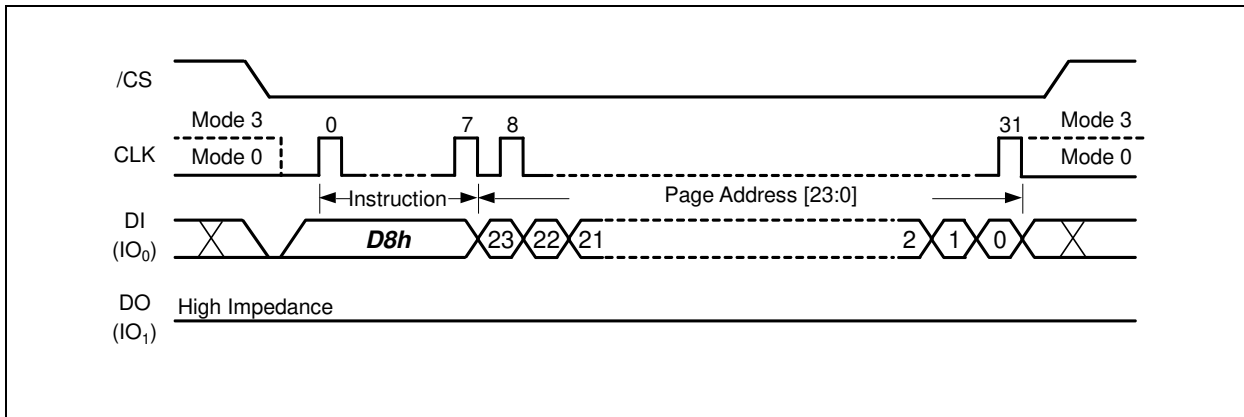 /CS
Mode 3 0 7 8 31 Mode 3
CLK Mode 0 Mode 0
Instruction Page Address [23:0]
DI
(IO₀) D8h 23 22 21 2 1 0
DO High Impedance
(IO₁)